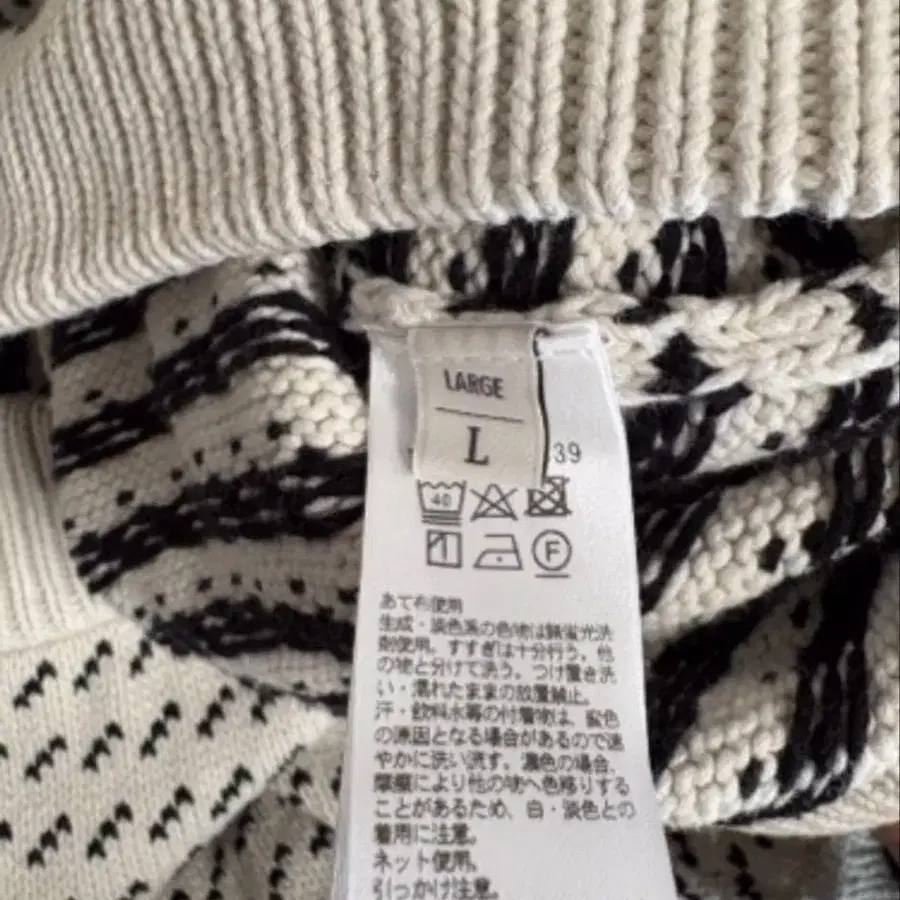 LARGE
L
39
40
F
あて布使用
生成・淡色系の色物は無蛍光洗
剤使用。すすぎは十分行う。他
の物と分けて洗う。つけ置き洗
い・濡れたままの放置禁止。
汗・飲料水等の付着物は、変色
の原因となる場合があるので速
やかに洗い流す。濃色の場合、
摩擦により他の物へ色移りする
ことがあるため、白・淡色との
着用に注意。
ネット使用。
引っかけ注意。